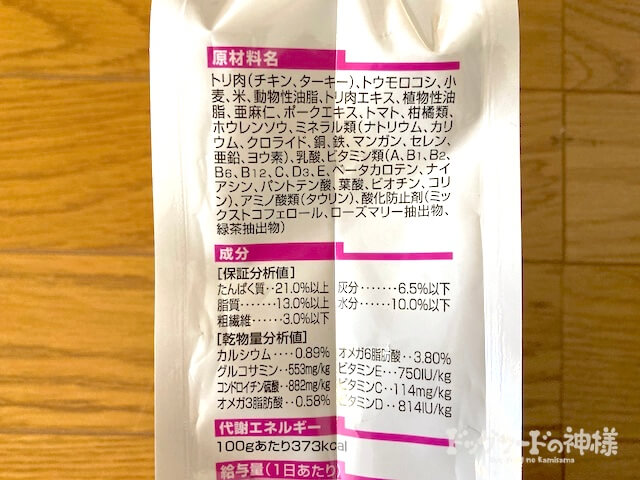 原材料名
トリ肉(チキン、ターキー)、トウモロコシ、小
麦、米、動物性油脂、トリ肉エキス、植物性油
脂、亜麻仁、ポークエキス、トマト、柑橘類、
ホウレンソウ、ミネラル類(ナトリウム、カリ
ウム、クロライド、銅、鉄、マンガン、セレン、
亜鉛、ヨウ素)、乳酸、ビタミン類(A、B1、B2、
B6、B12、C、D3、E、ベータカロテン、ナイ
アシン、パントテン酸、葉酸、ビオチン、コリ
ン)、アミノ酸類(タウリン)、酸化防止剤(ミッ
クストコフェロール、ローズマリー抽出物、
緑茶抽出物)
成分
[保証分析値]
たんぱく質‥21.0%以上 灰分・・・・・・・6.5%以下
脂質・・・・・・・13.0%以上 水分・・・・・・10.0%以下
粗繊維・・・・・3.0%以下
[乾物量分析値]
カルシウム・・・・0.89% オメガ6脂肪酸‥3.80%
グルコサミン・・553mg/kg ビタミンE・・・750IU/kg
コンドロイチン硫酸・・882mg/kg ビタミンC・・114mg/kg
オメガ3脂肪酸‥0.58% ビタミンD‥814IU/kg
代謝エネルギー
100gあたり373kcal
給与量(1日あたり)
ドッグフードの神様
Dog Food no Kamisama